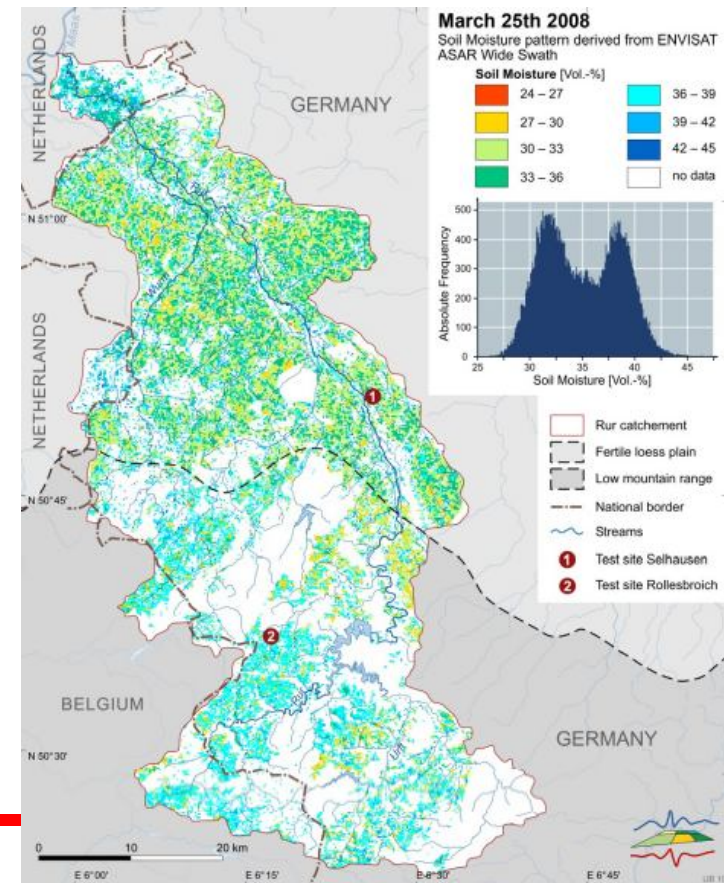 March 25th 2008
Soil Moisture pattern derived from ENVISAT
ASAR Wide Swath
Soil Moisture [Vol.-%]
24 – 27
27 – 30
30 – 33
33 – 36
36 – 39
39 – 42
42 – 45
no data
Absolute Frequency
500
400
300
200
100
0
25
30
35
40
45
Soil Moisture [Vol.-%]
Rur catchement
Fertile loess plain
Low mountain range
National border
Streams
1 Test site Selhausen
2 Test site Rollesbroich
NETHERLANDS
GERMANY
N 51°00'
NETHERLANDS
1
N 50°45'
2
BELGIUM
GERMANY
Urft
N 50°30'
0 10 20 km
E 6°00' E 6°15' E 6°30' E 6°45'